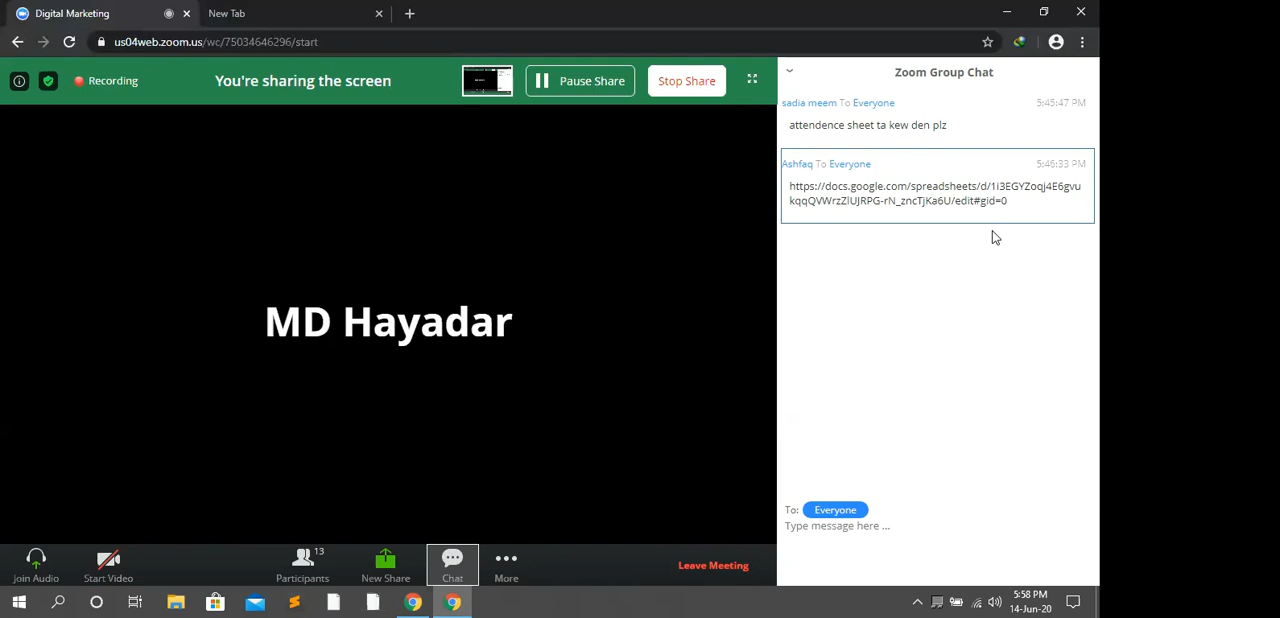 Digital Marketing
New Tab
us04web.zoom.us/wc/75034646296/start
Recording
You're sharing the screen
Pause Share
Stop Share
Zoom Group Chat
sadia meem To Everyone
5:45:47 PM
attendence sheet ta kew den plz
Ashfaq To Everyone
5:46:33 PM
https://docs.google.com/spreadsheets/d/1i3EGYZoqj4E6gvu
kqqQVWrzZlUJRPG-rN_zncTjKa6U/edit#gid=0
MD Hayadar
To: Everyone
Type message here ...
Join Audio
Start Video
13
Participants
New Share
Chat
More
Leave Meeting
5:58 PM
14-Jun-20